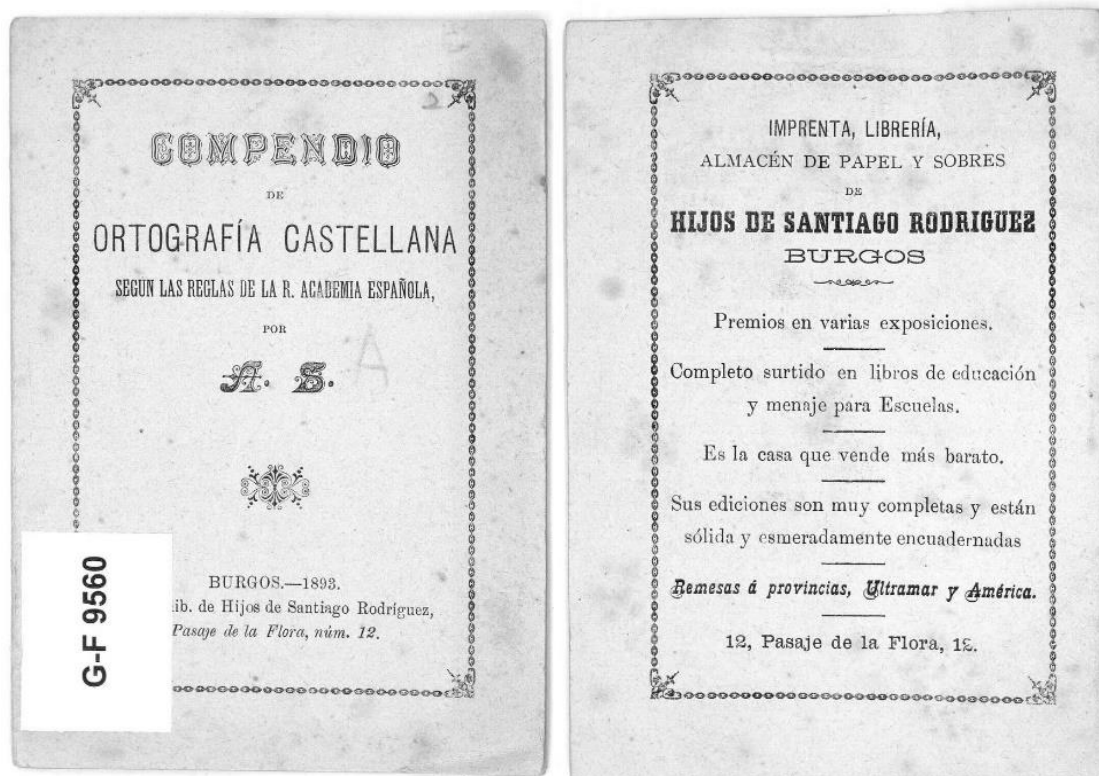 COMPENDIO
DE
ORTOGRAFÍA CASTELLANA
SEGUN LAS REGLAS DE LA R. ACADEMIA ESPAÑOLA,
POR
A. S.
A
BURGOS.—1893.
ib. de Hijos de Santiago Rodríguez,
Pasaje de la Flora, núm. 12.
G-F 9560
IMPRENTA, LIBRERÍA,
ALMACÉN DE PAPEL Y SOBRES
DE
HIJOS DE SANTIAGO RODRIGUEZ
BURGOS
Premios en varias exposiciones.
Completo surtido en libros de educación
y menaje para Escuelas.
Es la casa que vende más barato.
Sus ediciones son muy completas y están
sólida y esmeradamente encuadernadas
Remesas á provincias, Ultramar y América.
12, Pasaje de la Flora, 12.